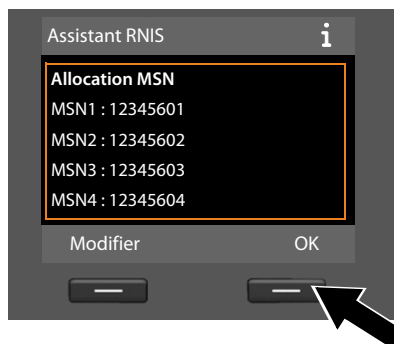 Assistant RNIS i
Allocation MSN
MSN1 : 12345601
MSN2 : 12345602
MSN3 : 12345603
MSN4 : 12345604
Modifier OK